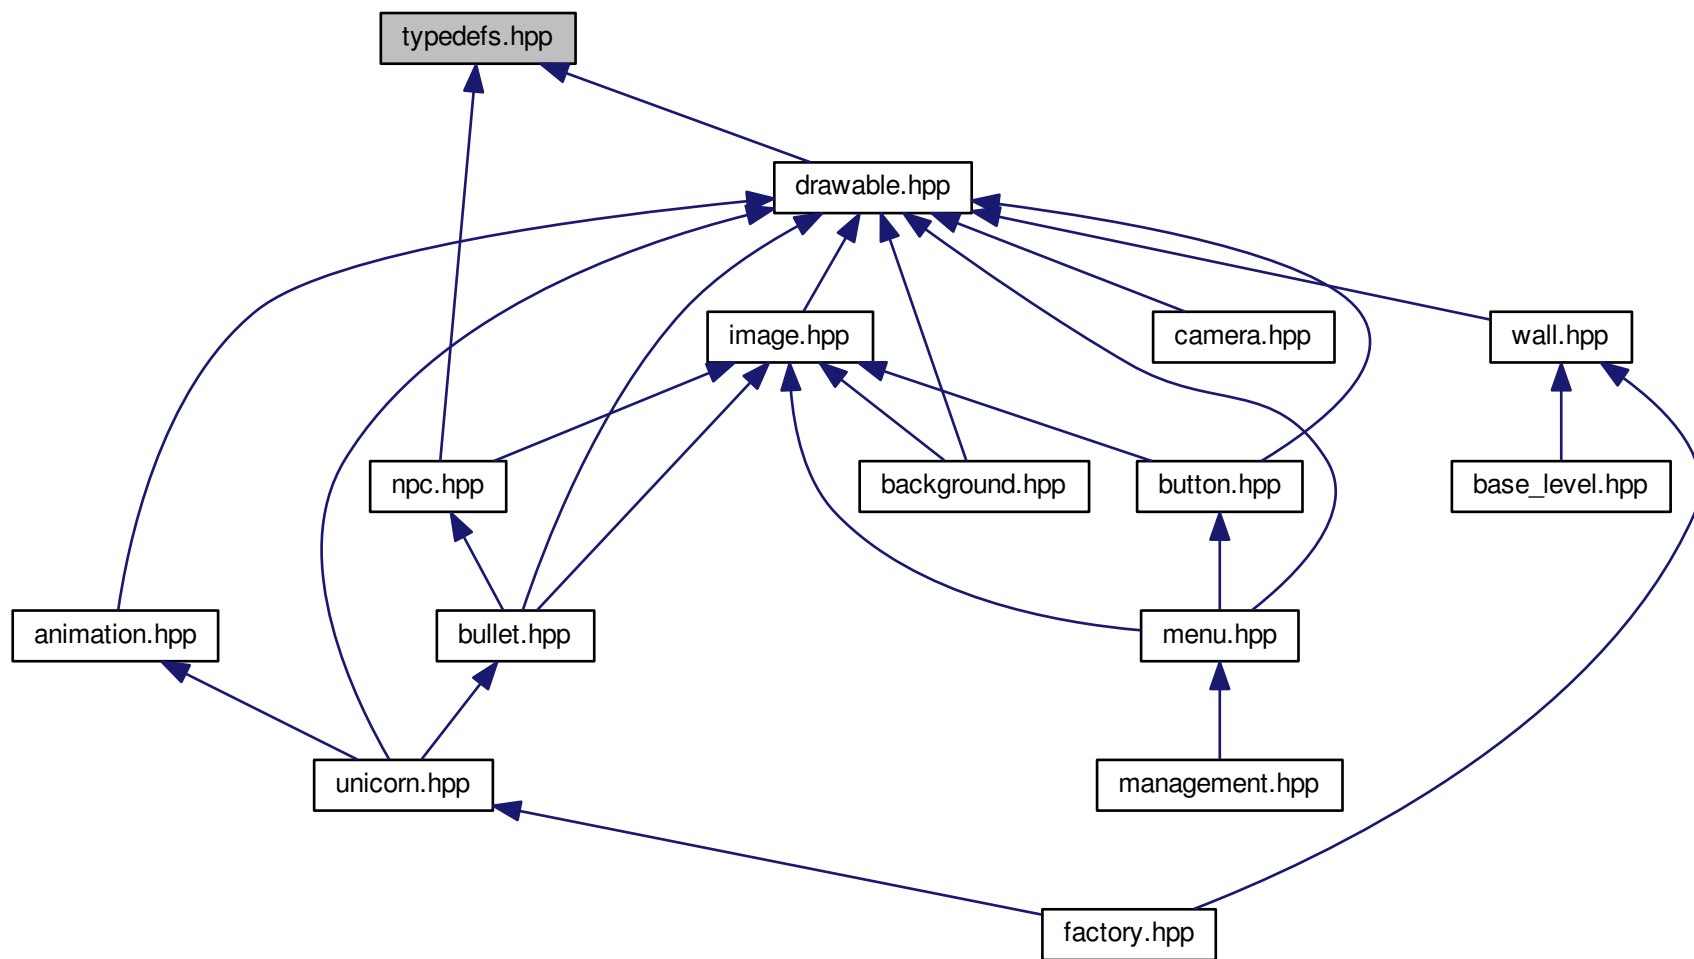 typedefs.hpp
drawable.hpp
image.hpp
camera.hpp
wall.hpp
npc.hpp
background.hpp
button.hpp
base_level.hpp
animation.hpp
bullet.hpp
menu.hpp
unicorn.hpp
management.hpp
factory.hpp